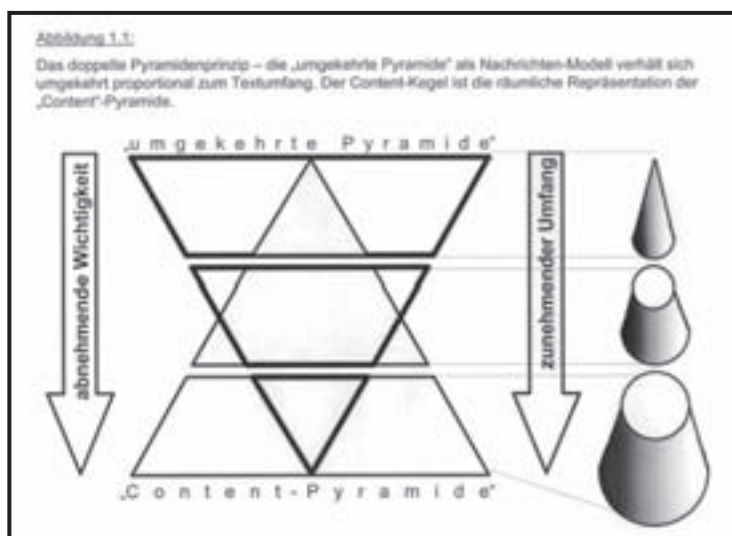 Abbildung 1.1:
Das doppelte Pyramidenprinzip – die „umgekehrte Pyramide" als Nachrichten-Modell verhält sich
umgekehrt proportional zum Textumfang. Der Content-Kegel ist die räumliche Repräsentation der
„Content"-Pyramide.
„umgekehrte Pyramide"
abnehmende Wichtigkeit
zunehmender Umfang
„Content-Pyramide"